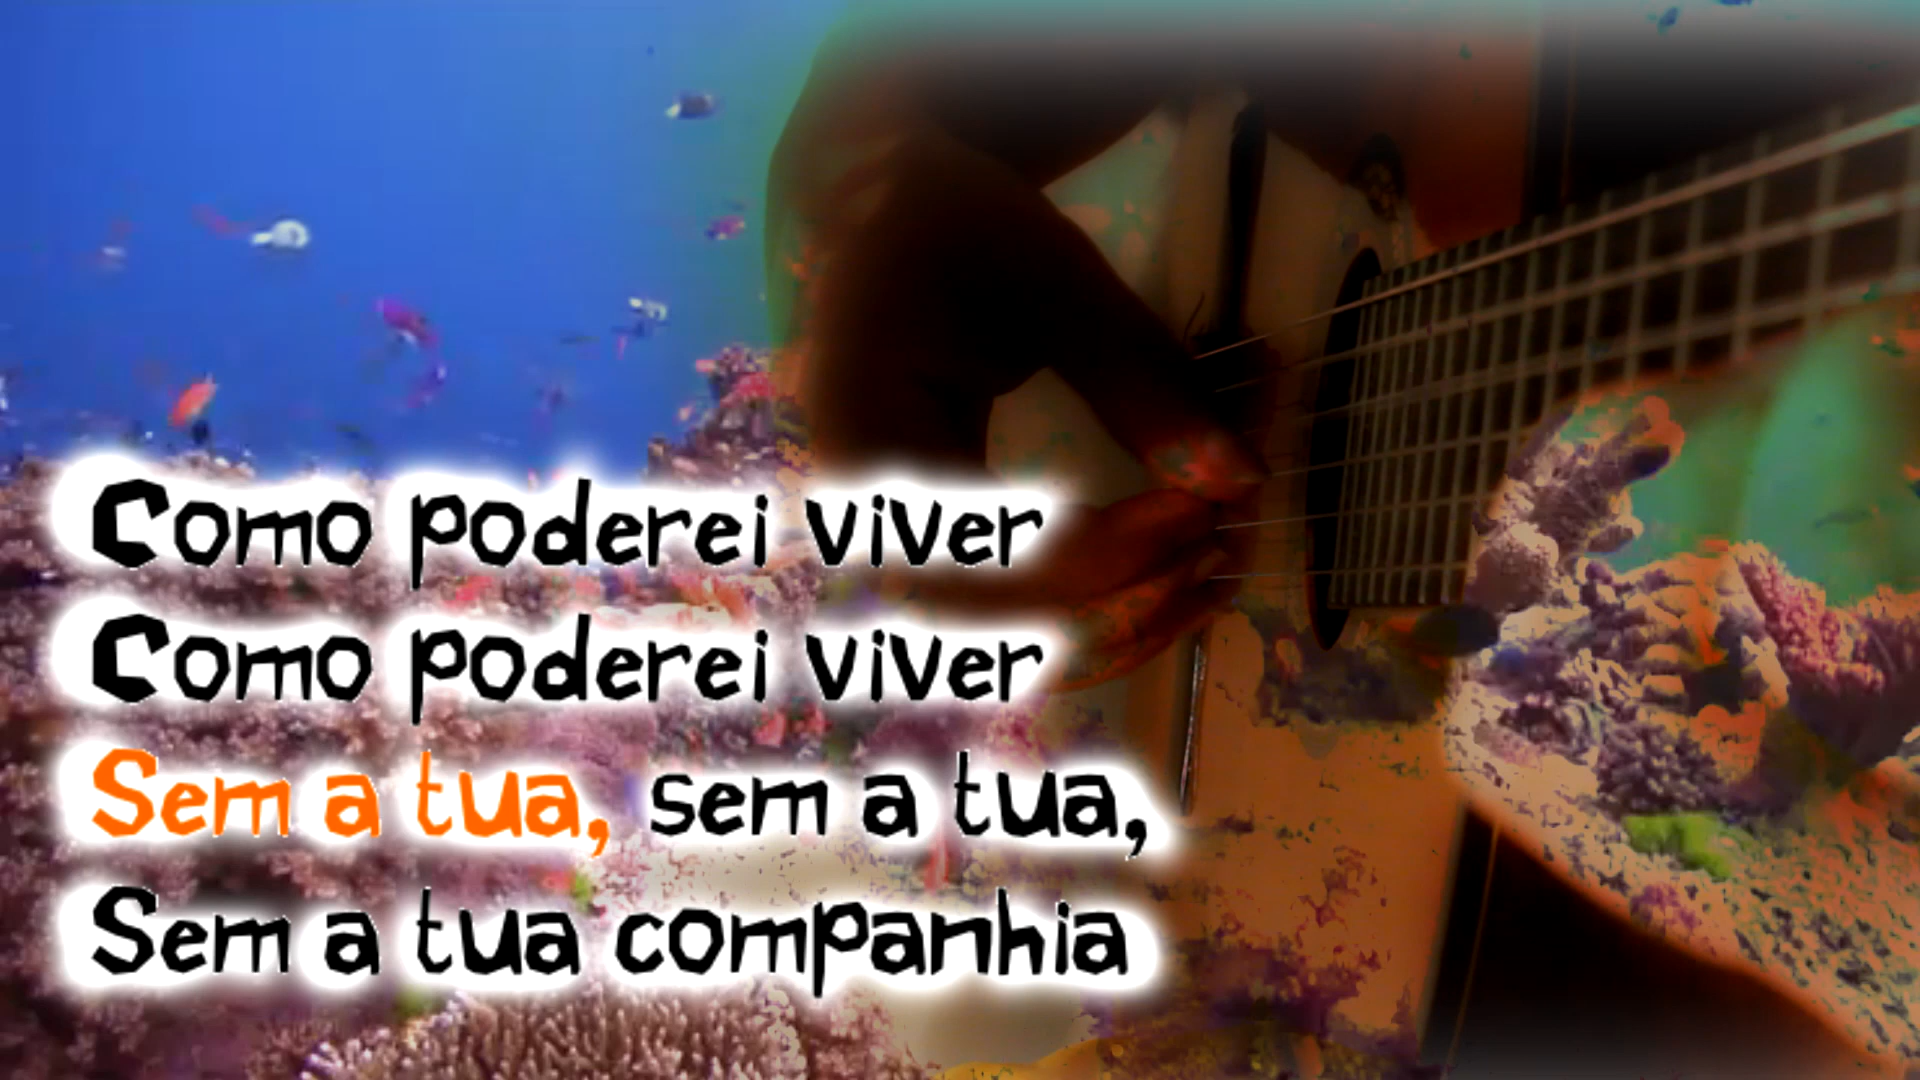 Como poderei viver
Como poderei viver
Sem a tua, sem a tua,
Sem a tua companhia